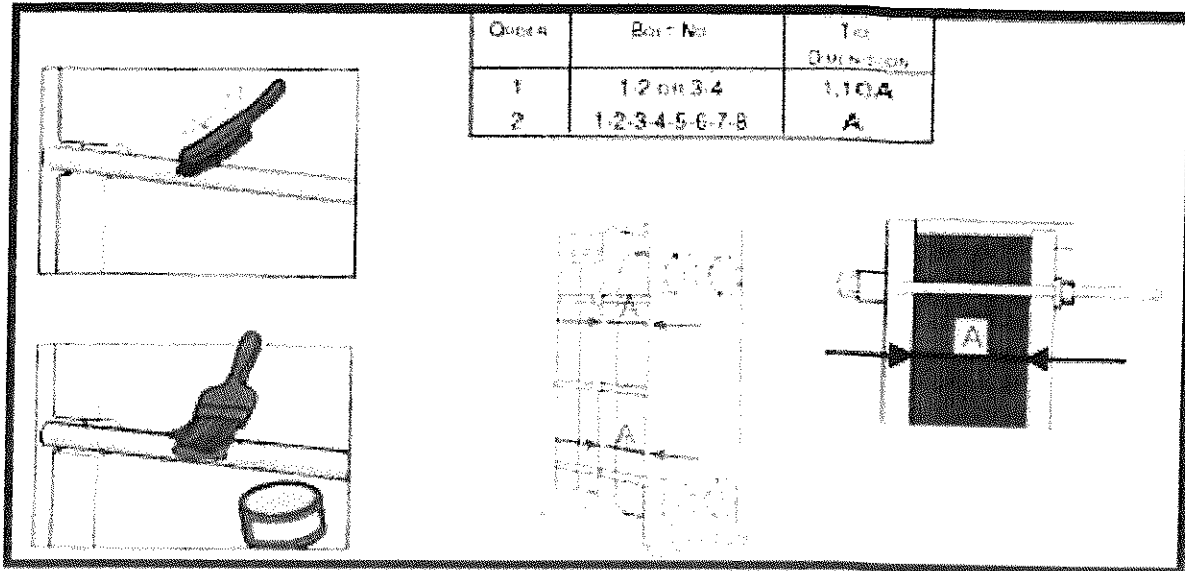 Order Bolt No To
Dimension
1 1-2 or 3-4 1.10A
2 1-2-3-4-5-6-7-8 A
A
A
A